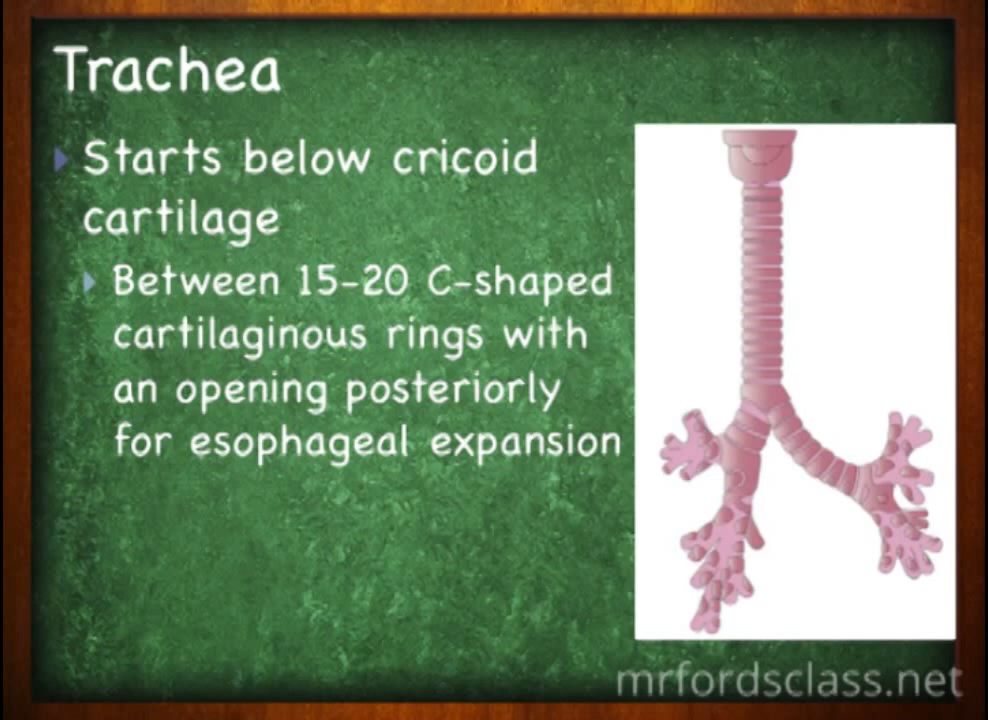 Trachea
Starts below cricoid
cartilage
Between 15-20 C-shaped
cartilaginous rings with
an opening posteriorly
for esophageal expansion
mrfordsclass.net